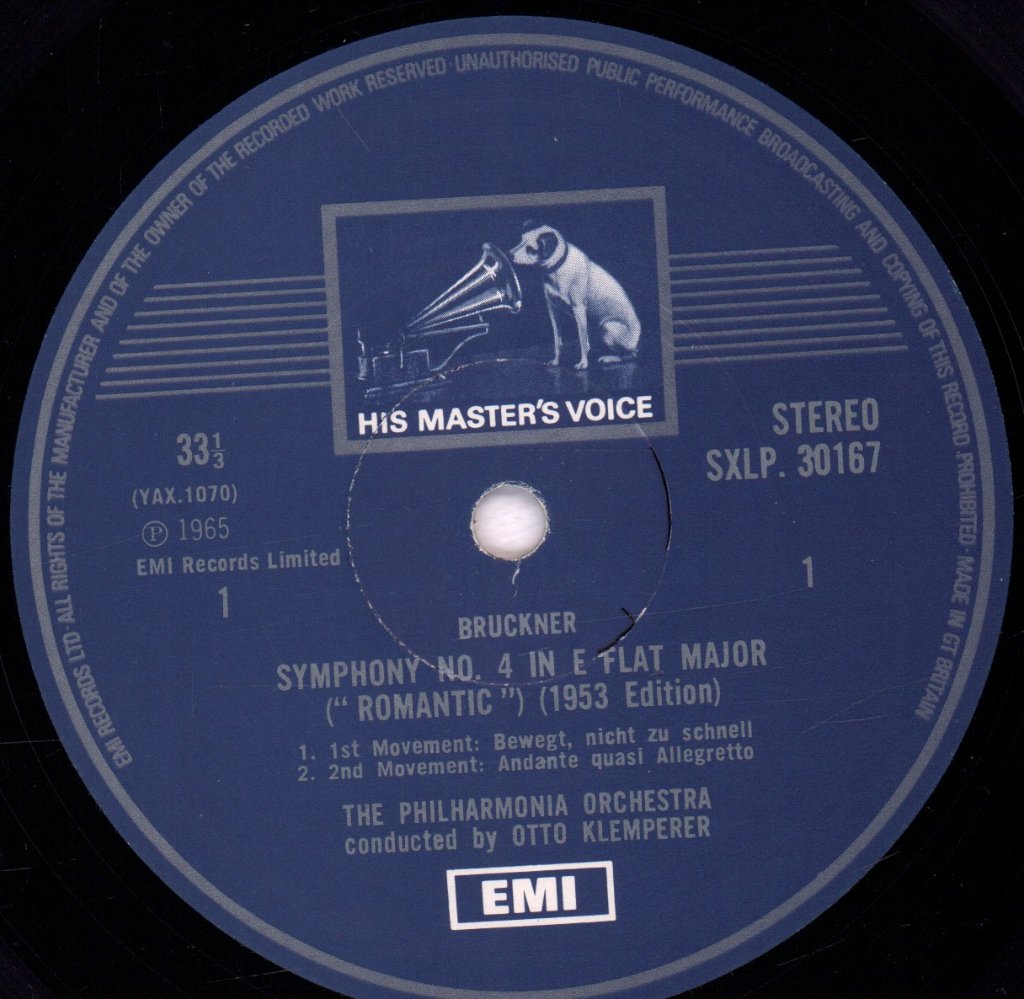 EMI RECORDS LTD · ALL RIGHTS OF THE MANUFACTURER AND OF THE OWNER OF THE RECORDED WORK RESERVED · UNAUTHORISED PUBLIC PERFORMANCE BROADCASTING AND COPYING OF THIS RECORD PROHIBITED · MADE IN GT BRITAIN
HIS MASTER'S VOICE
33⅓
STEREO
SXLP. 30167
(YAX.1070)
℗ 1965
EMI Records Limited
1
1
BRUCKNER
SYMPHONY NO. 4 IN E FLAT MAJOR
("ROMANTIC") (1953 Edition)
1. 1st Movement: Bewegt, nicht zu schnell
2. 2nd Movement: Andante quasi Allegretto
THE PHILHARMONIA ORCHESTRA
conducted by OTTO KLEMPERER
EMI